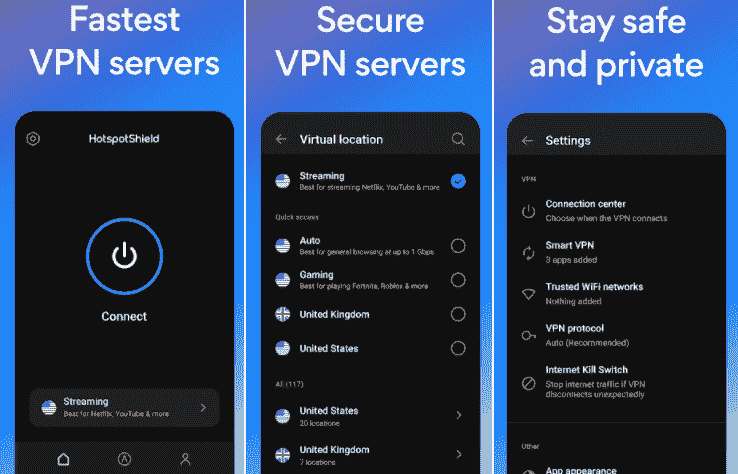 Fastest
VPN servers
HotspotShield
Connect
Streaming
Best for Netflix, YouTube & more
Secure
VPN servers
Virtual location
Streaming
Best for streaming Netflix, YouTube & more
Quick access
Auto
Best for general browsing at up to 1 Gbps
Gaming
Best for playing Fortnite, Roblox & more
United Kingdom
United States
All (117)
United States
20 locations
United Kingdom
7 locations
Stay safe
and private
Settings
VPN
Connection center
Choose when the VPN connects
Smart VPN
3 apps added
Trusted WiFi networks
Nothing added
VPN protocol
Auto (Recommended)
Internet Kill Switch
Stop internet traffic if VPN
disconnects unexpectedly
Other
App appearance